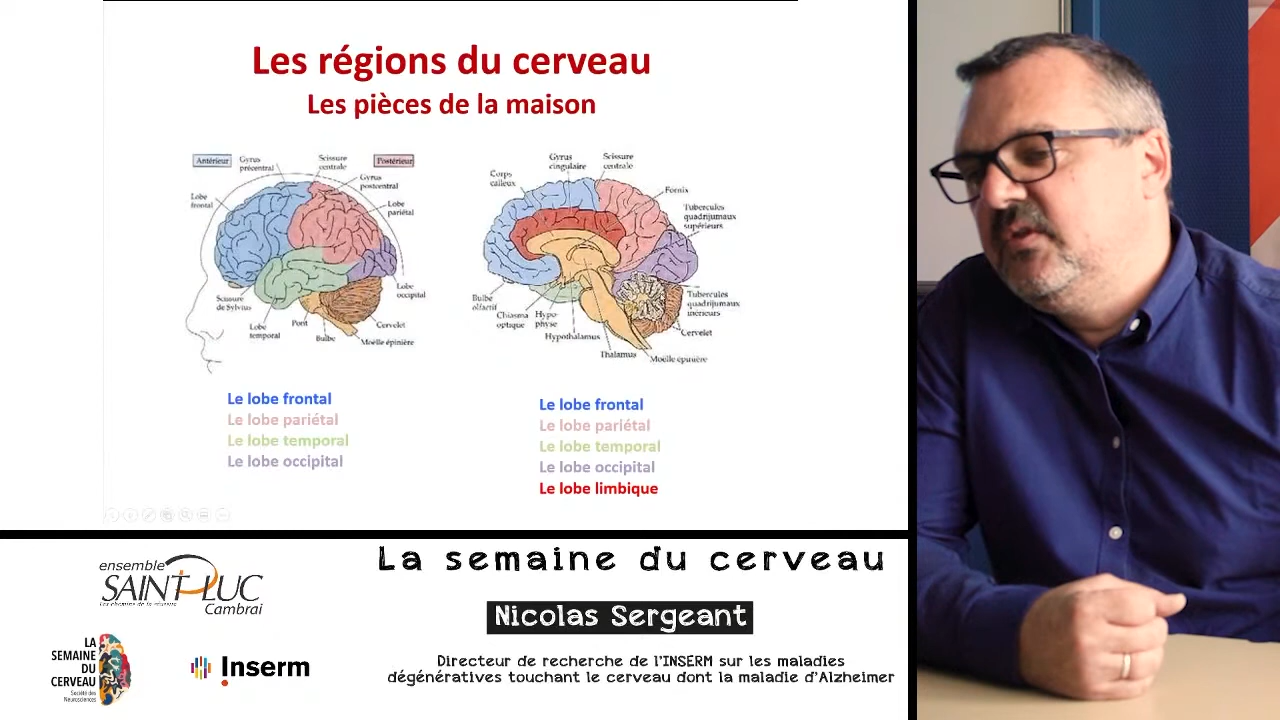 Les régions du cerveau
Les pièces de la maison
Antérieur
Gyrus
précentral
Scissure
centrale
Postérieur
Gyrus
postcentral
Lobe
frontal
Lobe
pariétal
Lobe
occipital
Scissure
de Sylvius
Lobe
temporal
Pont
Bulbe
Cervelet
Moëlle épinière
Gyrus
cingulaire
Scissure
centrale
Corps
calleux
Fornix
Tubercules
quadrijumaux
supérieurs
Bulbe
olfactif
Chiasma
optique
Hypo-
physe
Hypothalamus
Thalamus
Tubercules
quadrijumaux
inférieurs
Cervelet
Moëlle épinière
Le lobe frontal
Le lobe pariétal
Le lobe temporal
Le lobe occipital
Le lobe frontal
Le lobe pariétal
Le lobe temporal
Le lobe occipital
Le lobe limbique
ensemble
SAINT LUC
Cambrai
La semaine du cerveau
Nicolas Sergeant
LA
SEMAINE
DU
CERVEAU
Société des
Neurosciences
Inserm
Directeur de recherche de l'INSERM sur les maladies
dégénératives touchant le cerveau dont la maladie d'Alzheimer